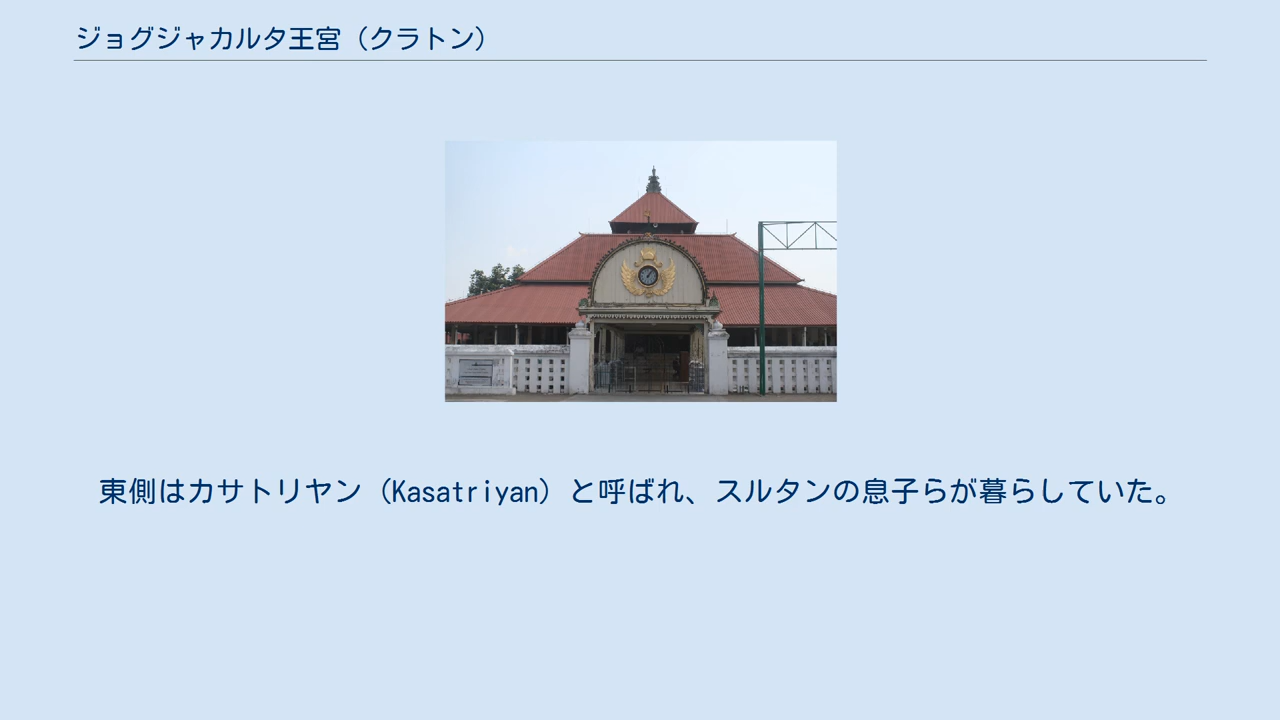 ジョグジャカルタ王宮（クラトン）
東側はカサトリヤン（Kasatriyan）と呼ばれ、スルタンの息子らが暮らしていた。